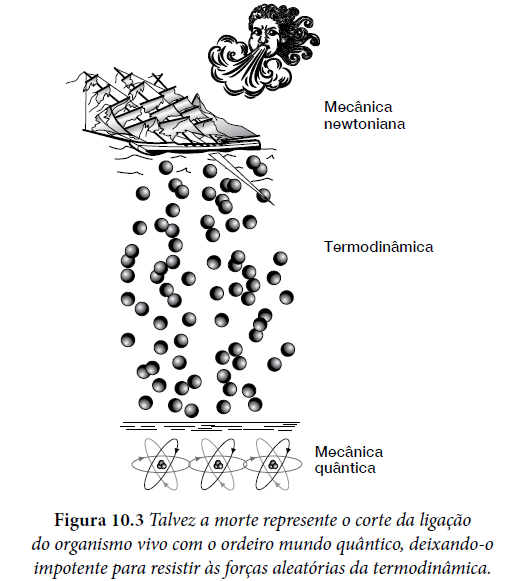 Mecânica
newtoniana
Termodinâmica
Mecânica
quântica
Figura 10.3 Talvez a morte represente o corte da ligação
do organismo vivo com o ordeiro mundo quântico, deixando-o
impotente para resistir às forças aleatórias da termodinâmica.